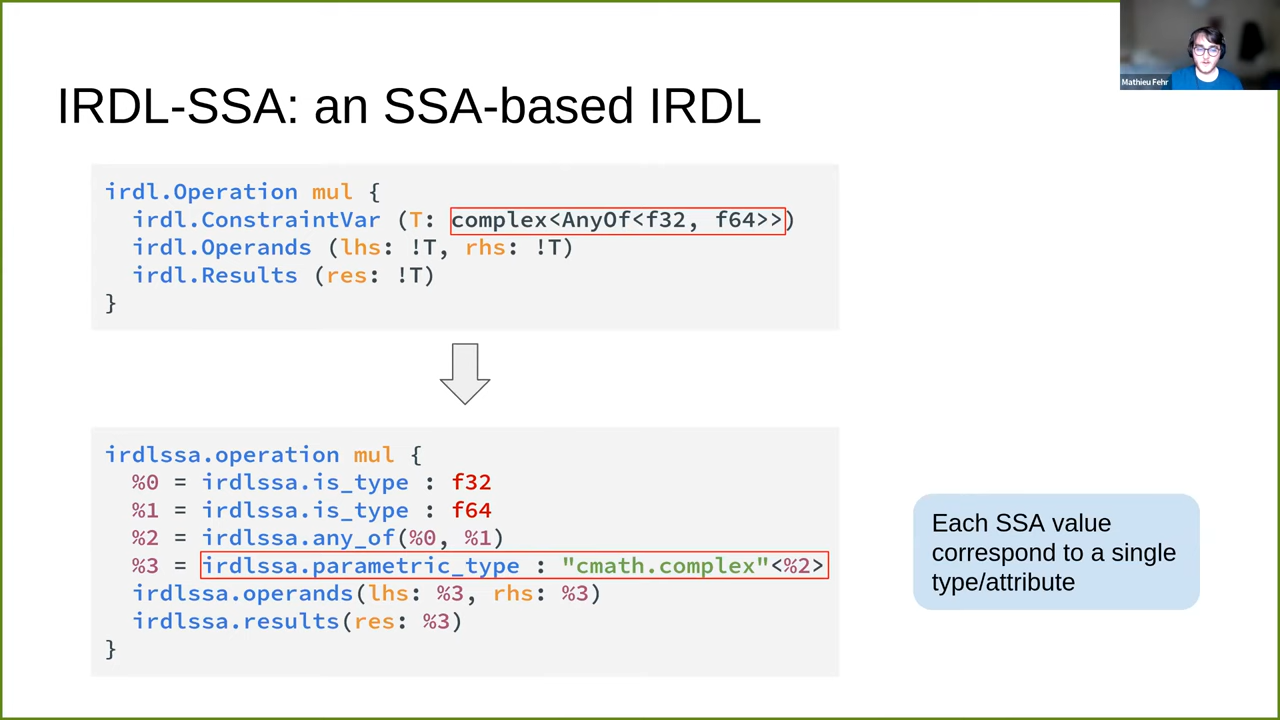 Mathieu Fehr
IRDL-SSA: an SSA-based IRDL
irdl.Operation mul {
irdl.ConstraintVar (T: complex<AnyOf<f32, f64>>)
irdl.Operands (lhs: !T, rhs: !T)
irdl.Results (res: !T)
}
irdlssa.operation mul {
%0 = irdlssa.is_type : f32
%1 = irdlssa.is_type : f64
%2 = irdlssa.any_of(%0, %1)
%3 = irdlssa.parametric_type : "cmath.complex"<%2>
irdlssa.operands(lhs: %3, rhs: %3)
irdlssa.results(res: %3)
}
Each SSA value
correspond to a single
type/attribute